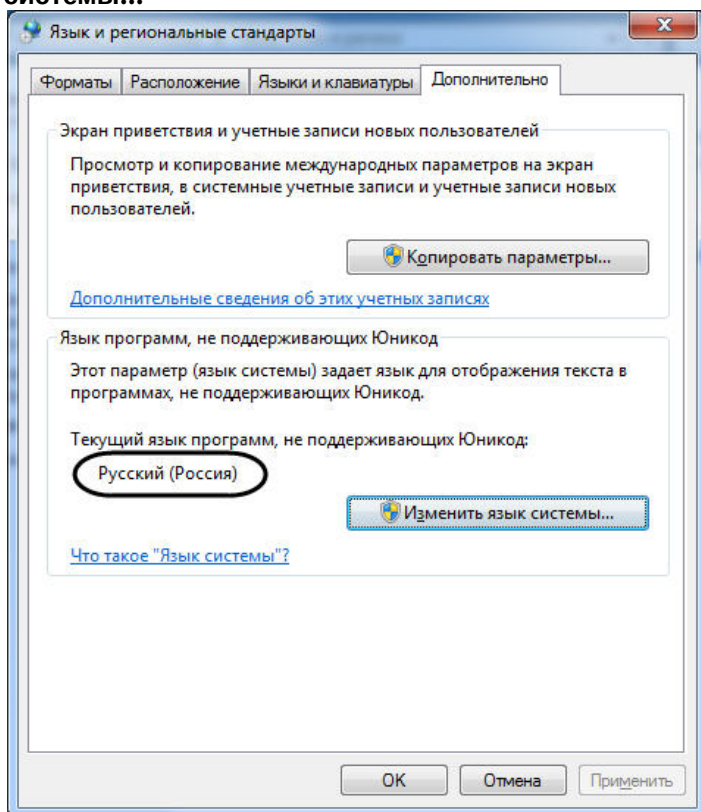 системы...
Язык и региональные стандарты
Форматы Расположение Языки и клавиатуры Дополнительно
Экран приветствия и учетные записи новых пользователей
Просмотр и копирование международных параметров на экран
приветствия, в системные учетные записи и учетные записи новых
пользователей.
Копировать параметры...
Дополнительные сведения об этих учетных записях
Язык программ, не поддерживающих Юникод
Этот параметр (язык системы) задает язык для отображения текста в
программах, не поддерживающих Юникод.
Текущий язык программ, не поддерживающих Юникод:
Русский (Россия)
Изменить язык системы...
Что такое "Язык системы"?
OK Отмена Применить